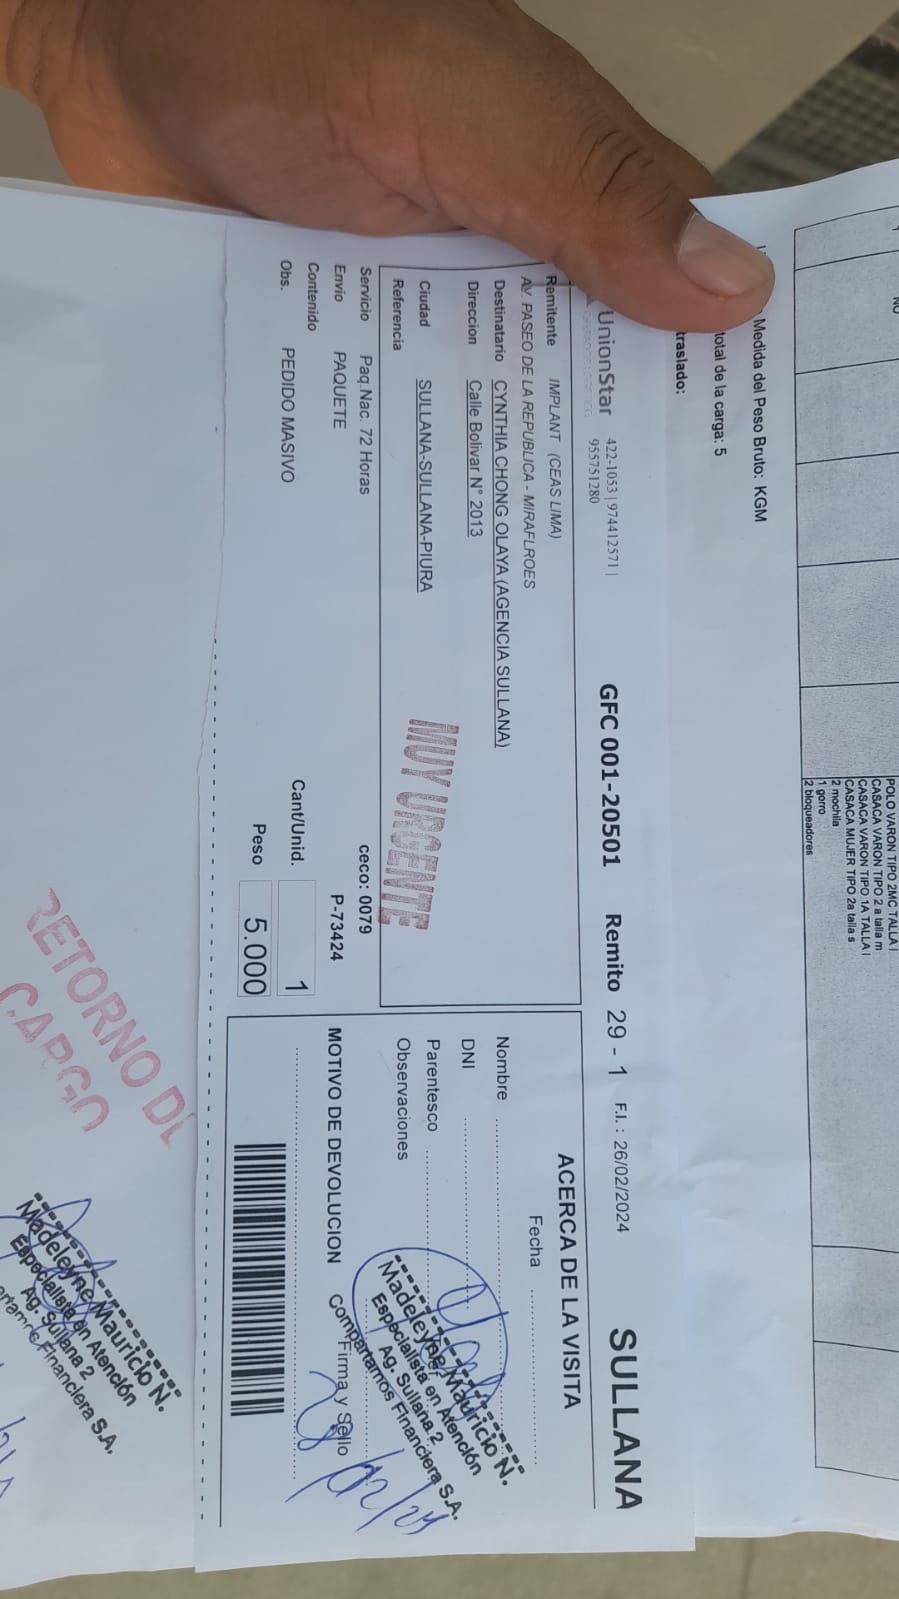 NU
POLO VARON TIPO 2MC TALLA l
CASACA VARON TIPO 2 a talla m
CASACA VARON TIPO 1A TALLA l
CASACA MUJER TIPO 2a talla s
2 mochila
1 gorro
2 bloqueadores
Medida del Peso Bruto: KGM
total de la carga: 5
traslado:
UnionStar 422-1053 | 974412571 |
955751280
GFC 001-20501 Remito 29 - 1 F.I.: 26/02/2024 SULLANA
Remitente IMPLANT (CEAS LIMA)
AV. PASEO DE LA REPUBLICA - MIRAFLROES
Destinatario CYNTHIA CHONG OLAYA (AGENCIA SULLANA)
Direccion Calle Bolivar N° 2013
Ciudad SULLANA-SULLANA-PIURA
Referencia
MUY URGENTE
Servicio Paq.Nac. 72 Horas ceco: 0079
Envio PAQUETE P-73424
Contenido Cant/Unid. 1
Obs. PEDIDO MASIVO Peso 5.000
ACERCA DE LA VISITA
Fecha
Nombre
DNI
Parentesco
Observaciones
MOTIVO DE DEVOLUCION
Firma y Sello
Madeleyne Mauricio N.
Especialista en Atención
Ag. Sullana 2
Compartamos Financiera S.A.
RETORNO DE
CARGO
Madeleyne Mauricio N.
Especialista en Atención
Ag. Sullana 2
Financiera S.A.